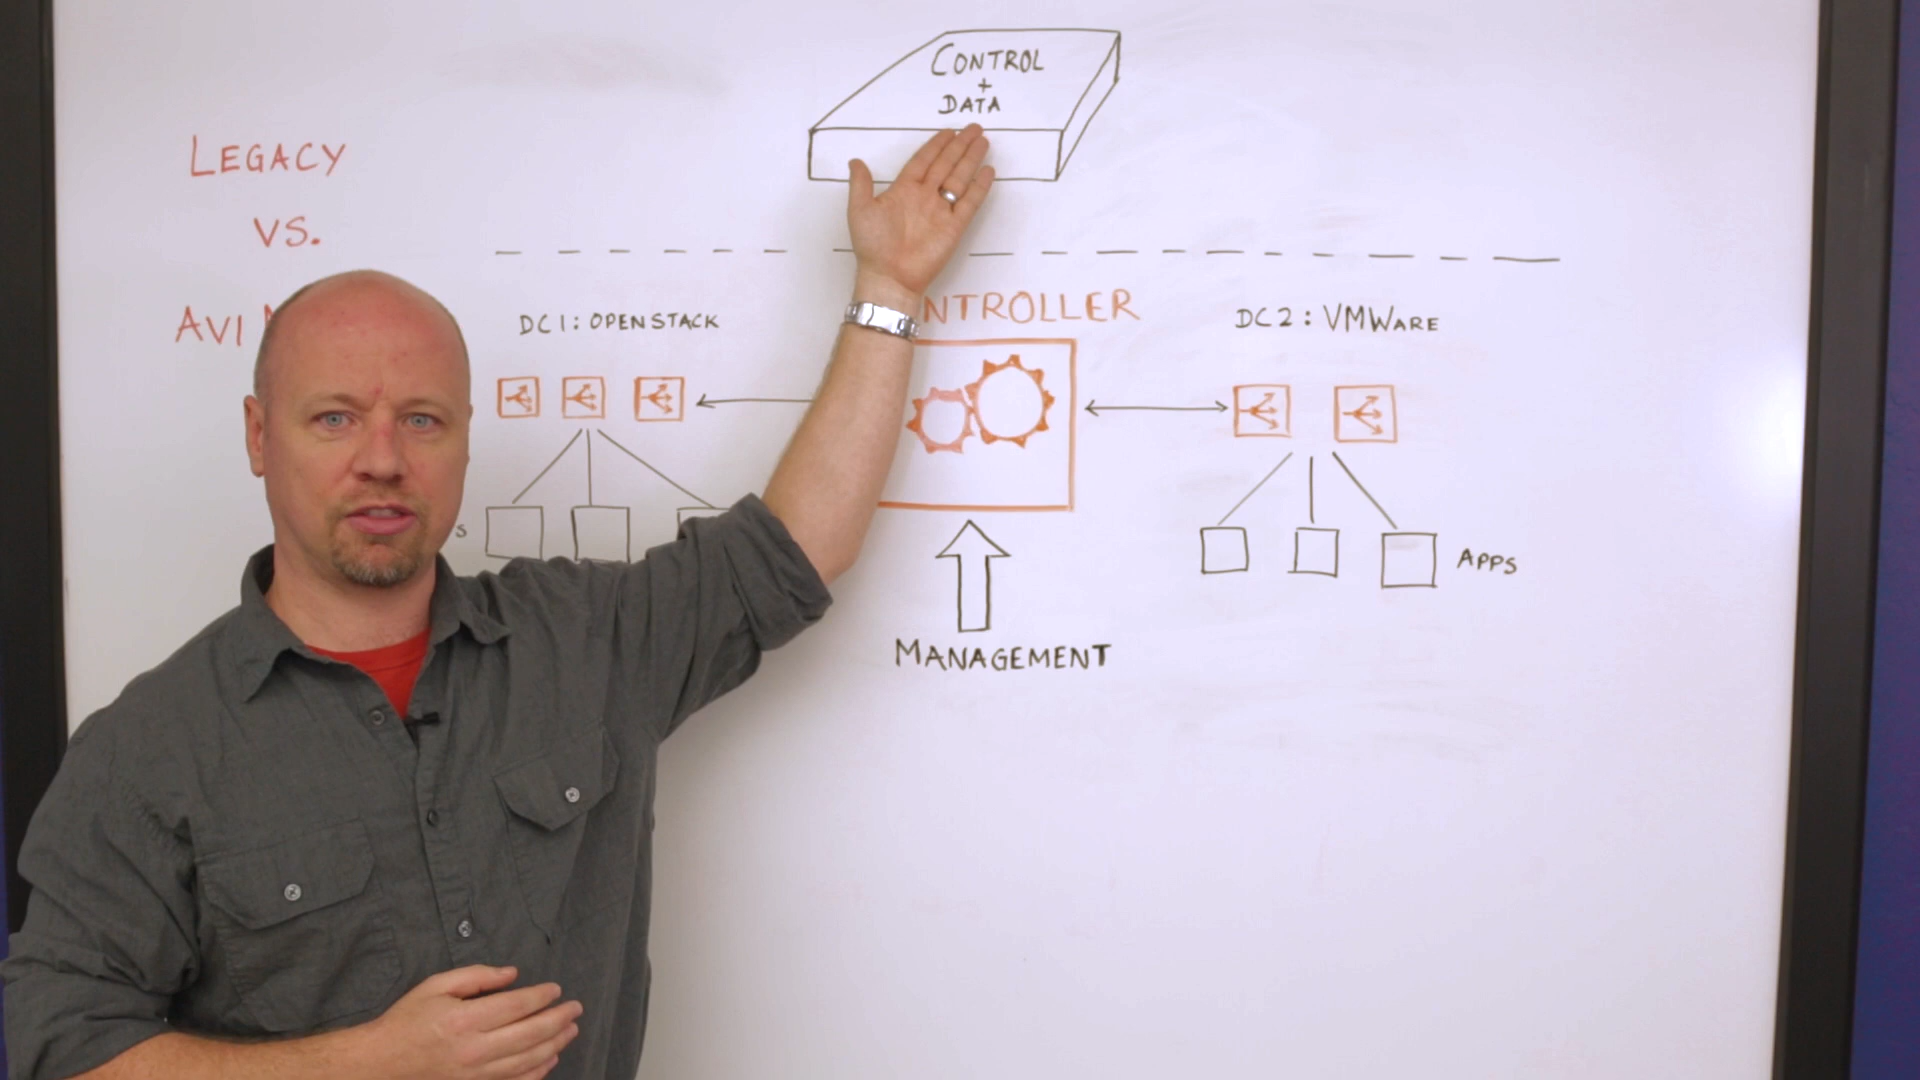 CONTROL
+
DATA
LEGACY
VS.
AVI
DC1: OPENSTACK
NTROLLER
DC2: VMWARE
S
APPS
MANAGEMENT